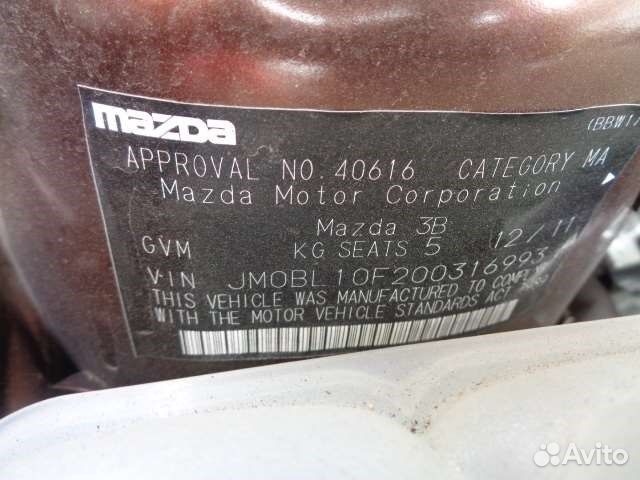 mazda
(BBW17
APPROVAL NO. 40616 CATEGORY MA
Mazda Motor Corporation
Mazda 3B
GVM KG SEATS 5 12/11
VIN JM0BL10F200316993
THIS VEHICLE WAS MANUFACTURED TO COMPLY
WITH THE MOTOR VEHICLE STANDARDS ACT
Avito